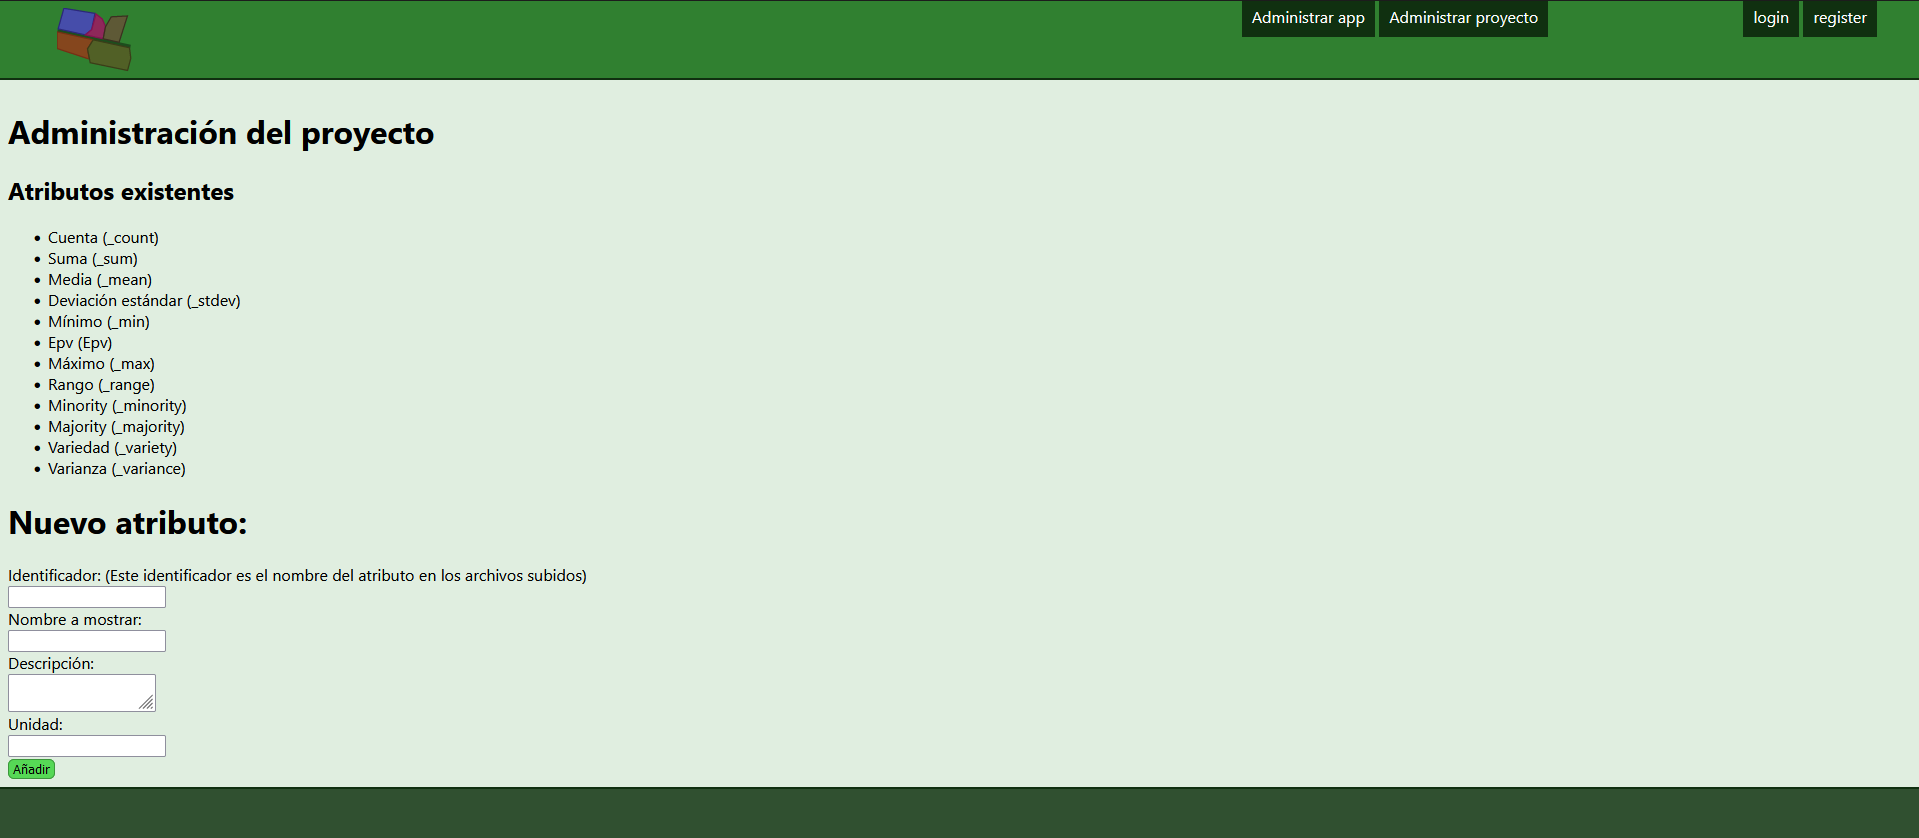 Administrar app Administrar proyecto login register
Administración del proyecto
Atributos existentes
Cuenta (_count)
Suma (_sum)
Media (_mean)
Deviación estándar (_stdev)
Mínimo (_min)
Epv (Epv)
Máximo (_max)
Rango (_range)
Minority (_minority)
Majority (_majority)
Variedad (_variety)
Varianza (_variance)
Nuevo atributo:
Identificador: (Este identificador es el nombre del atributo en los archivos subidos)
Nombre a mostrar:
Descripción:
Unidad:
Añadir